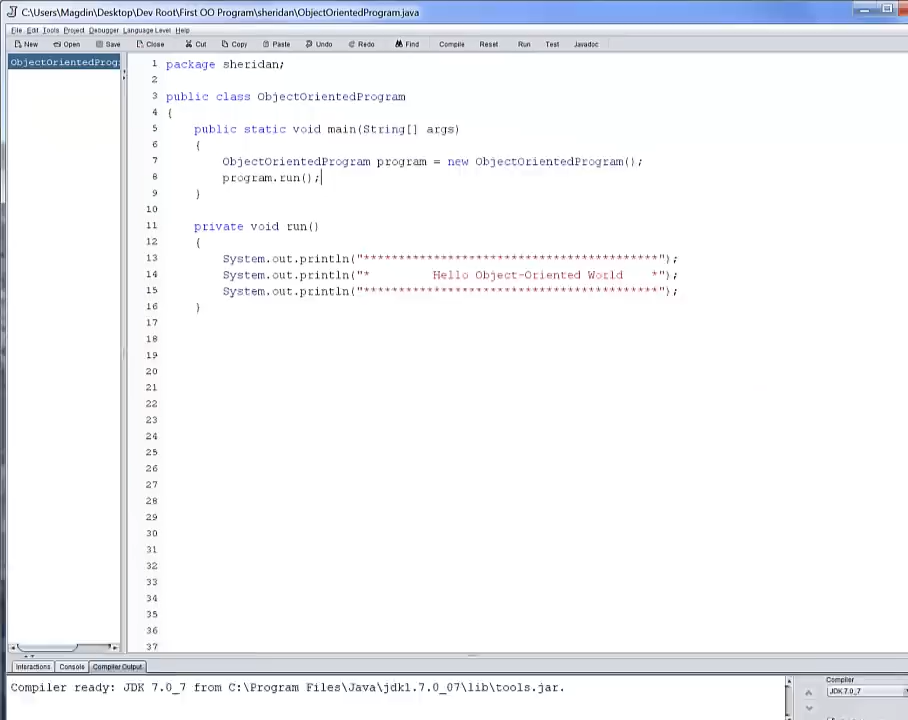 C:\Users\Magdin\Desktop\Dev Root\First OO Program\sheridan\ObjectOrientedProgram.java
File Edit Tools Project Debugger Language Level Help
New Open Save Close Cut Copy Paste Undo Redo Find Compile Reset Run Test Javadoc
ObjectOrientedProg
1 package sheridan;
2
3 public class ObjectOrientedProgram
4 {
5 public static void main(String[] args)
6 {
7 ObjectOrientedProgram program = new ObjectOrientedProgram();
8 program.run();
9 }
10
11 private void run()
12 {
13 System.out.println("******************************************");
14 System.out.println("*         Hello Object-Oriented World    *");
15 System.out.println("******************************************");
16 }
17
18
19
20
21
22
23
24
25
26
27
28
29
30
31
32
33
34
35
36
37
Interactions Console Compiler Output
Compiler ready: JDK 7.0_7 from C:\Program Files\Java\jdk1.7.0_07\lib\tools.jar.
Compiler
JDK 7.0_7